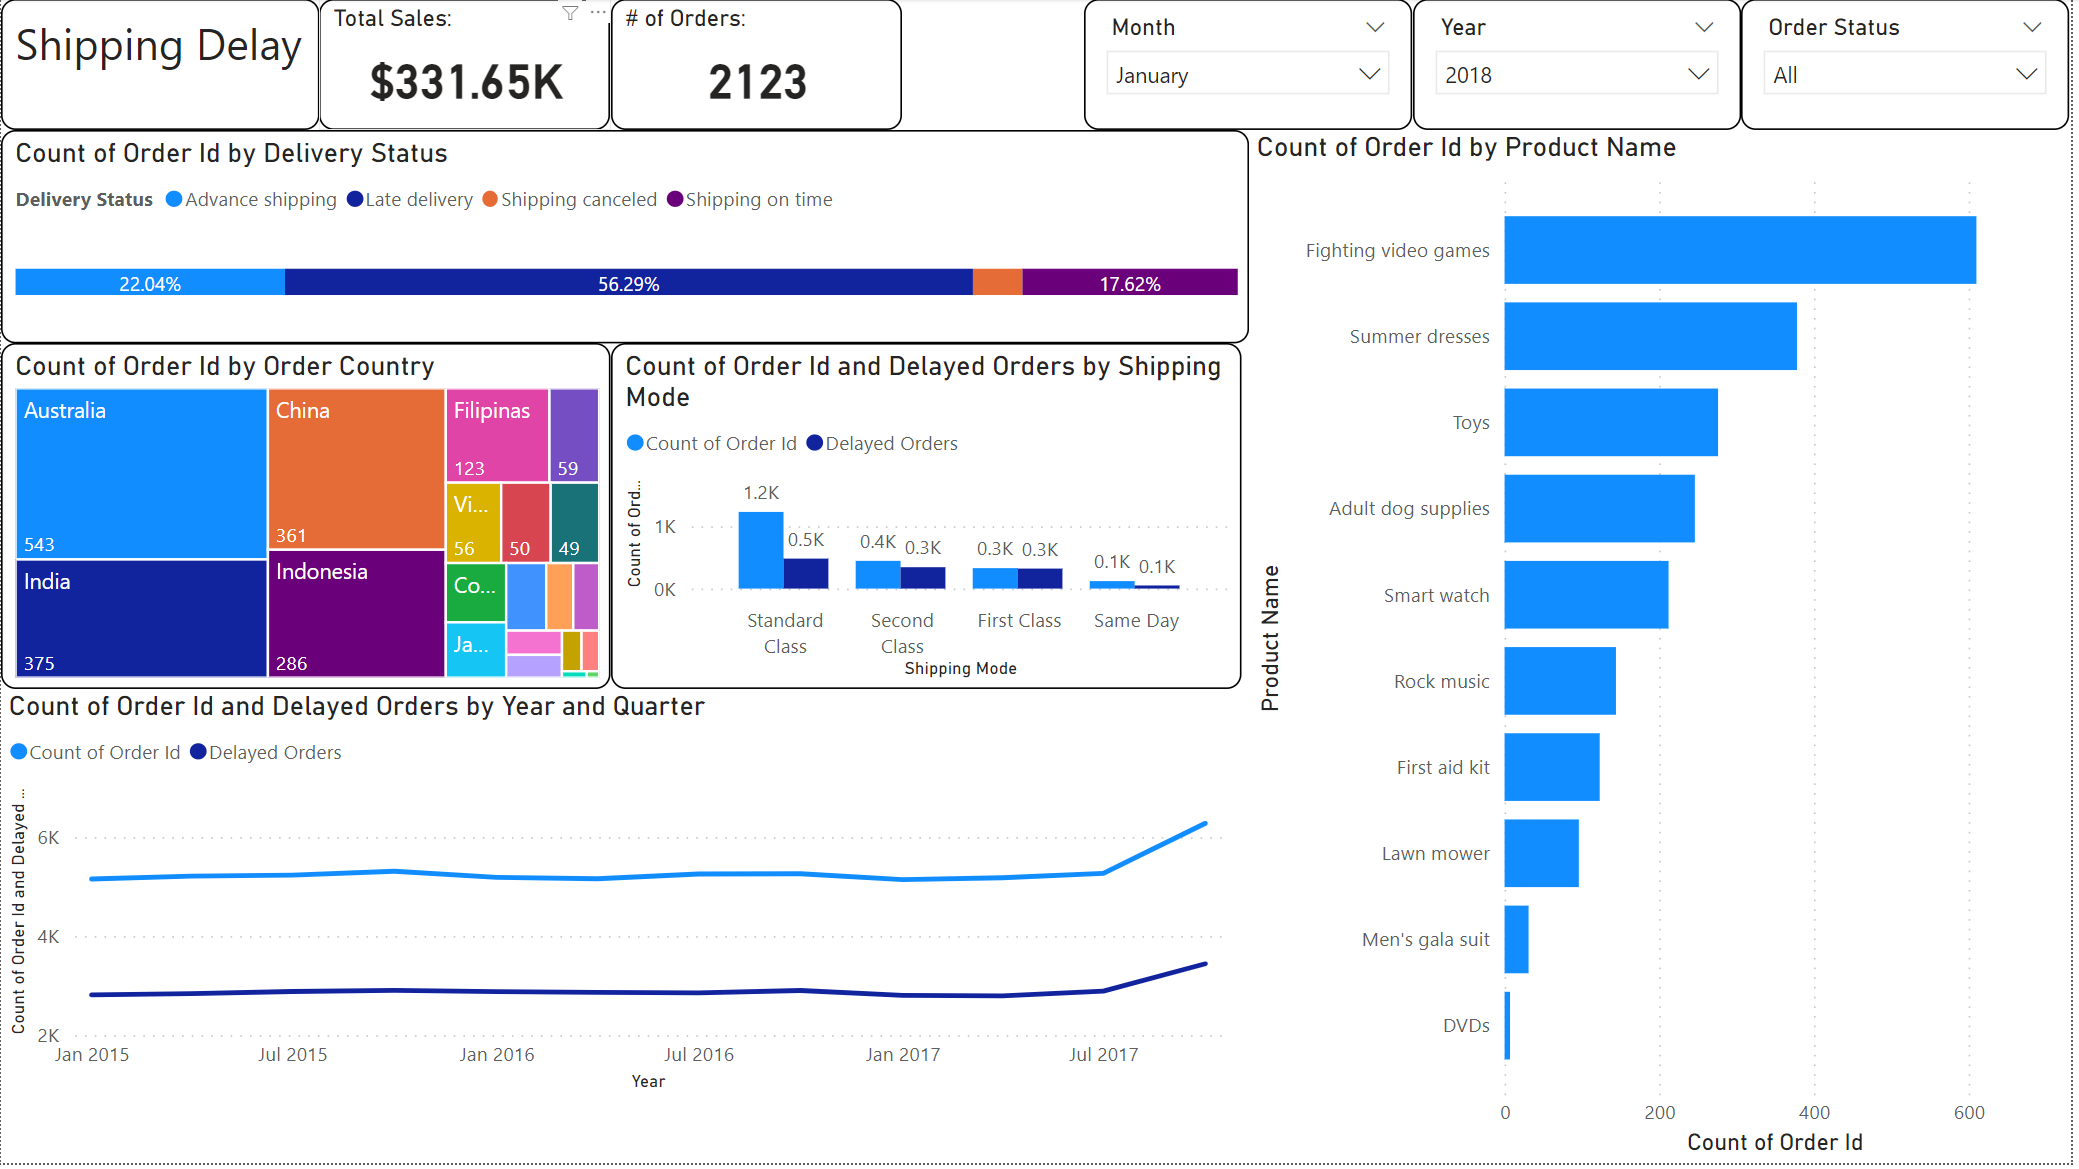 Shipping Delay
Total Sales:
$331.65K
# of Orders:
2123
Month
January
Year
2018
Order Status
All
Count of Order Id by Delivery Status
Delivery Status Advance shipping Late delivery Shipping canceled Shipping on time
22.04% 56.29% 17.62%
Count of Order Id by Order Country
Australia
543
China
361
Filipinas
123
59
Vi...
56
50
49
India
375
Indonesia
286
Co...
Ja...
Count of Order Id and Delayed Orders by Shipping
Mode
Count of Order Id Delayed Orders
Count of Ord...
1K
0K
1.2K
0.5K
0.4K
0.3K
0.3K
0.3K
0.1K
0.1K
Standard
Class
Second
Class
First Class
Same Day
Shipping Mode
Count of Order Id and Delayed Orders by Year and Quarter
Count of Order Id Delayed Orders
Count of Order Id and Delayed ...
6K
4K
2K
Jan 2015 Jul 2015 Jan 2016 Jul 2016 Jan 2017 Jul 2017
Year
Count of Order Id by Product Name
Product Name
Fighting video games
Summer dresses
Toys
Adult dog supplies
Smart watch
Rock music
First aid kit
Lawn mower
Men's gala suit
DVDs
0 200 400 600
Count of Order Id